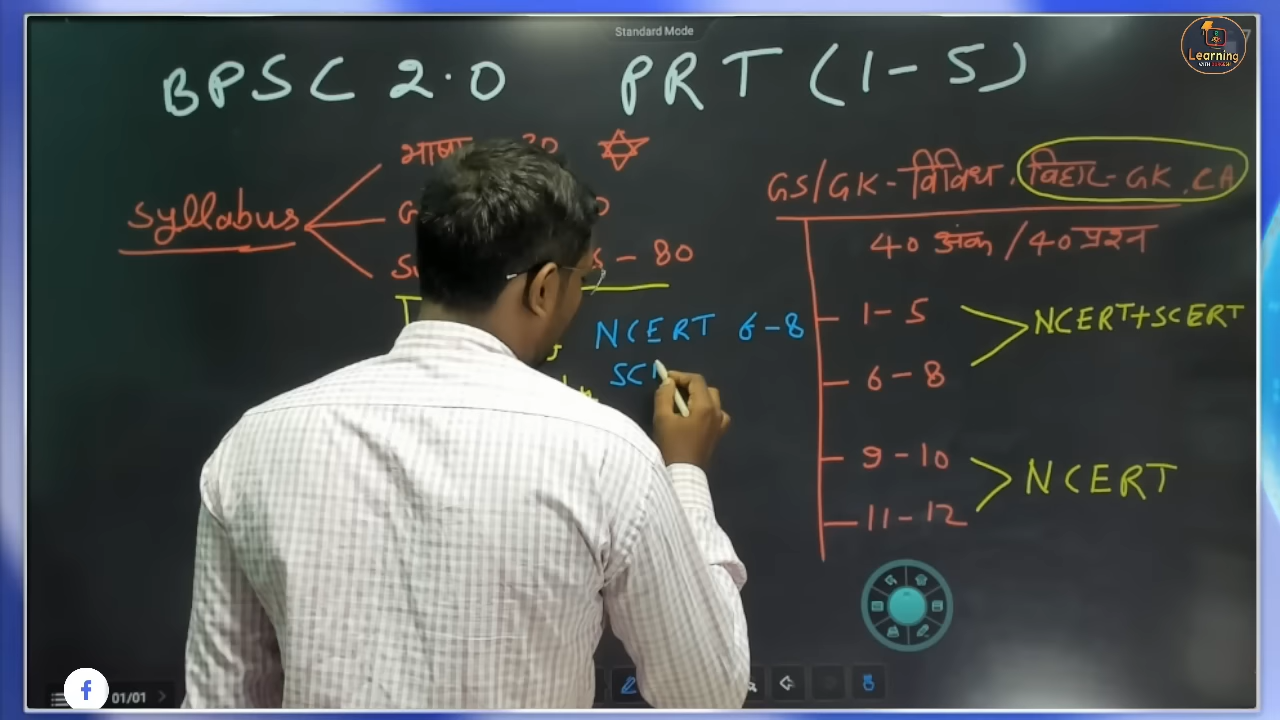 Standard Mode
Learning
BPSC 2.0 PRT (1-5)
भाषा
Syllabus
- 80
NCERT 6-8
GS/GK - विविध. बिहार-GK, CA
40 अंक / 40 प्रश्न
1-5
6-8
NCERT+SCERT
9-10
11-12
NCERT
01/01